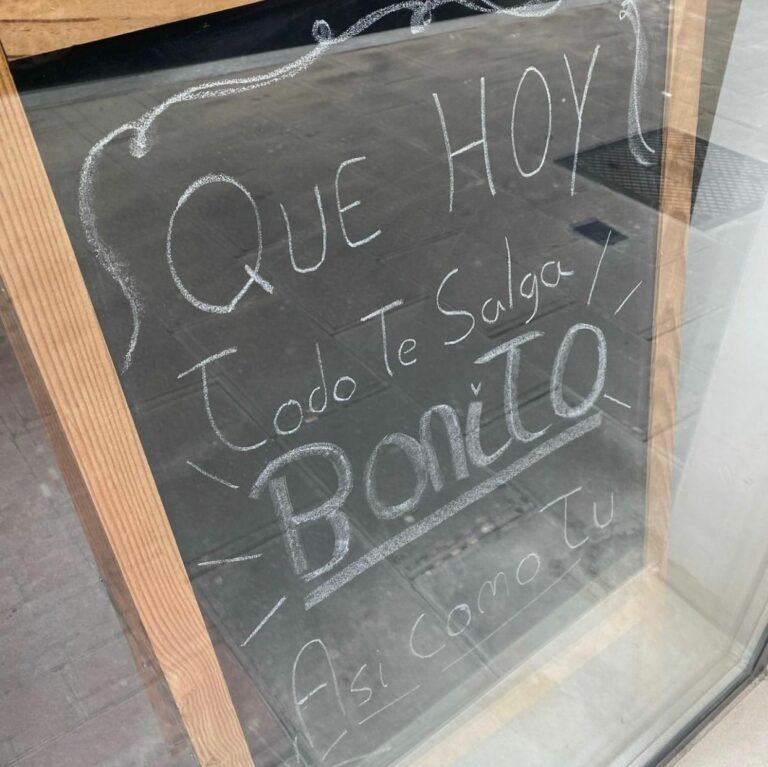 QUE HOY
Todo Te Salga
BoniTO
Asi como Tu